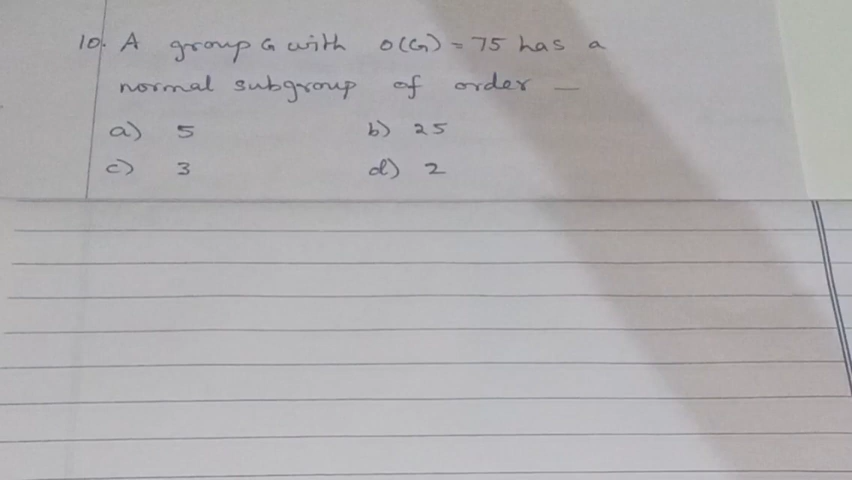 10. A group G with O(G) = 75 has a
normal subgroup of order —
a) 5 b) 25
c) 3 d) 2